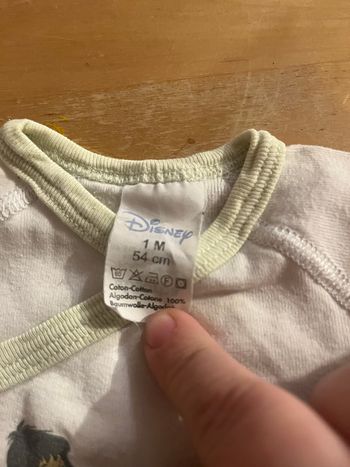 Disney
1 M
54 cm
Coton-Cotton
Algodon-Cotone 100%
Baumwolle-Algodão